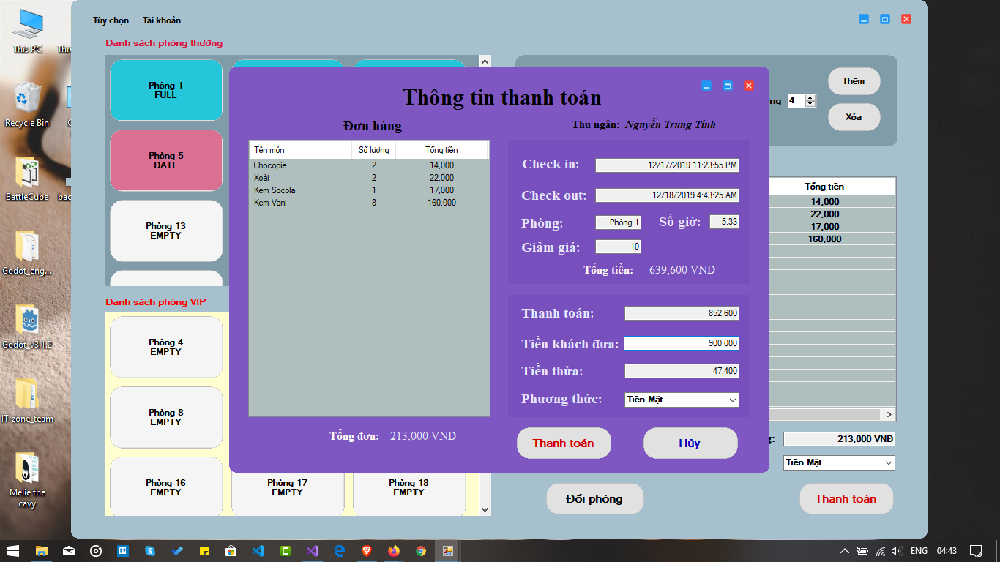 This PC
Recycle Bin
BattleCube
Godot_eng...
Godot_v3.1.2
IT-zone_team
Melie the
cavy
Tùy chọn Tài khoản
Danh sách phòng thường
Phòng 1
FULL
Phòng 5
DATE
Phòng 13
EMPTY
Danh sách phòng VIP
Phòng 4
EMPTY
Phòng 8
EMPTY
Phòng 16
EMPTY
Phòng 17
EMPTY
Phòng 18
EMPTY
Thông tin thanh toán
Đơn hàng
Tên món Số lượng Tổng tiền
Chocopie 2 14,000
Xoài 2 22,000
Kem Socola 1 17,000
Kem Vani 8 160,000
Tổng đơn: 213,000 VNĐ
Thu ngân: Nguyễn Trung Tính
Check in: 12/17/2019 11:23:55 PM
Check out: 12/18/2019 4:43:25 AM
Phòng: Phòng 1 Số giờ: 5.33
Giảm giá: 10
Tổng tiền: 639,600 VNĐ
Thanh toán: 852,600
Tiền khách đưa: 900,000
Tiền thừa: 47,400
Phương thức: Tiền Mặt
Thanh toán Hủy
4
Thêm
Xóa
Tổng tiền
14,000
22,000
17,000
160,000
213,000 VNĐ
Tiền Mặt
Đổi phòng Thanh toán
ENG 04:43